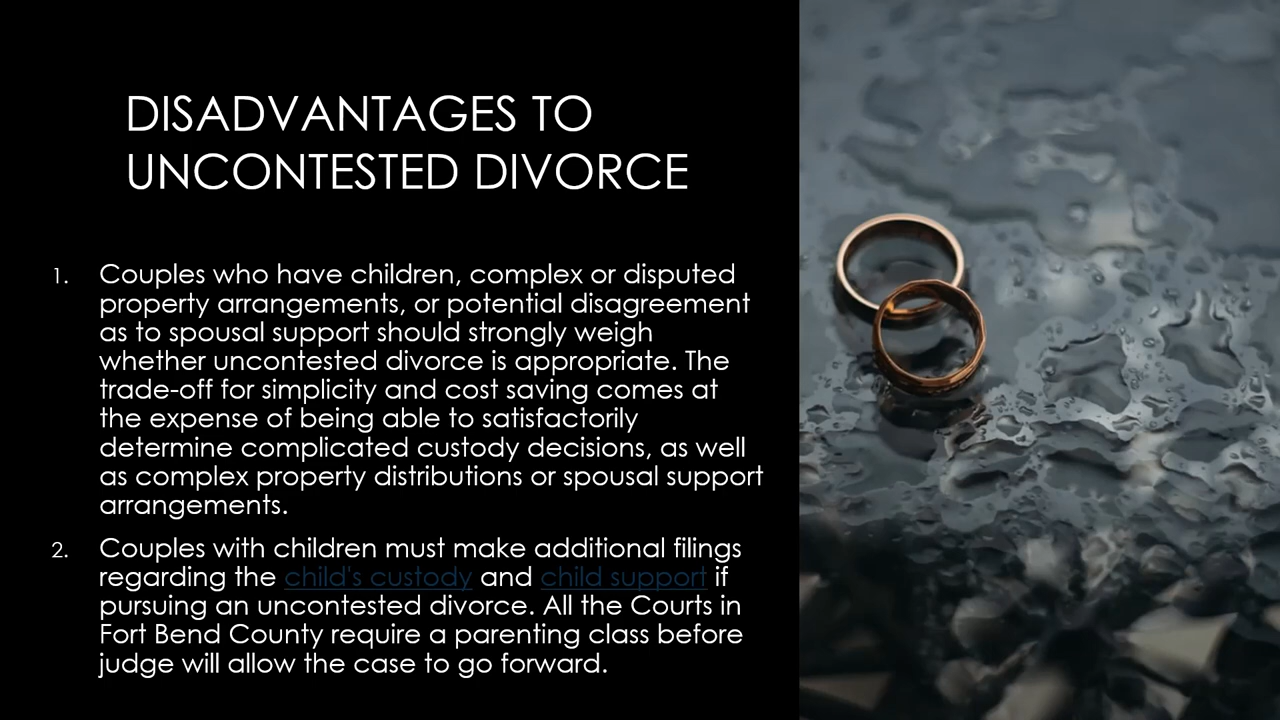 DISADVANTAGES TO
UNCONTESTED DIVORCE
1. Couples who have children, complex or disputed
property arrangements, or potential disagreement
as to spousal support should strongly weigh
whether uncontested divorce is appropriate. The
trade-off for simplicity and cost saving comes at
the expense of being able to satisfactorily
determine complicated custody decisions, as well
as complex property distributions or spousal support
arrangements.
2. Couples with children must make additional filings
regarding the child's custody and child support if
pursuing an uncontested divorce. All the Courts in
Fort Bend County require a parenting class before
judge will allow the case to go forward.